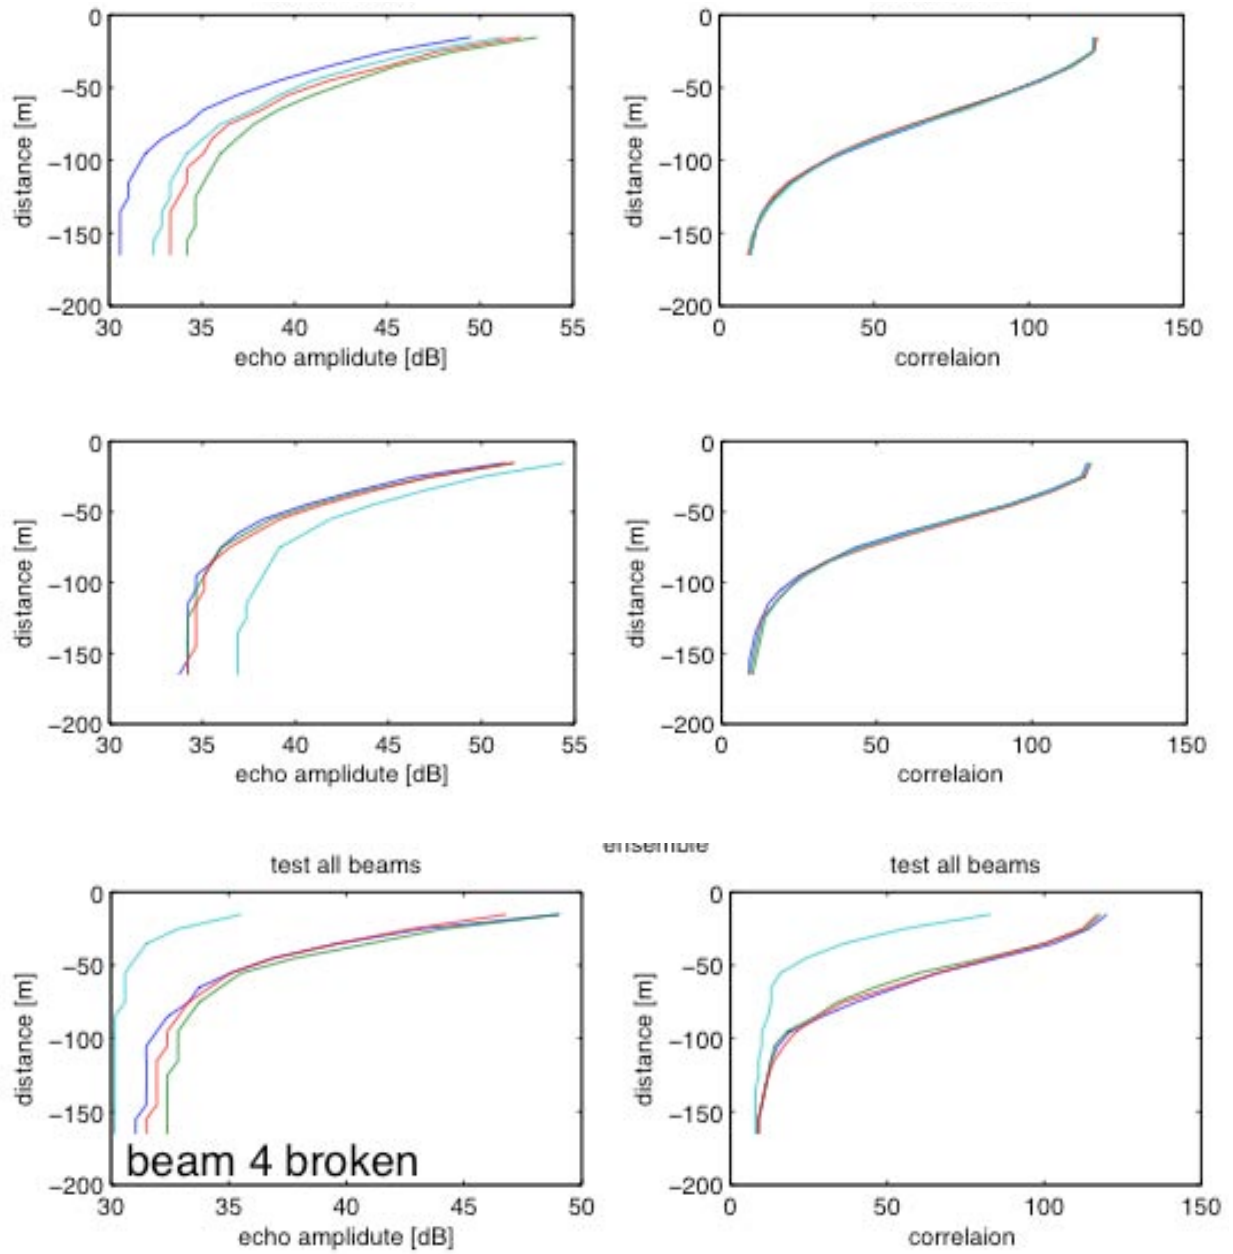 0
−50
−100
−150
−200
distance [m]
30 35 40 45 50 55
echo amplidute [dB]
0
−50
−100
−150
−200
distance [m]
0 50 100 150
correlaion
0
−50
−100
−150
−200
distance [m]
30 35 40 45 50 55
echo amplidute [dB]
0
−50
−100
−150
−200
distance [m]
0 50 100 150
correlaion
ensemble
test all beams
0
−50
−100
−150
−200
distance [m]
beam 4 broken
30 35 40 45 50
echo amplidute [dB]
test all beams
0
−50
−100
−150
−200
distance [m]
0 50 100 150
correlaion